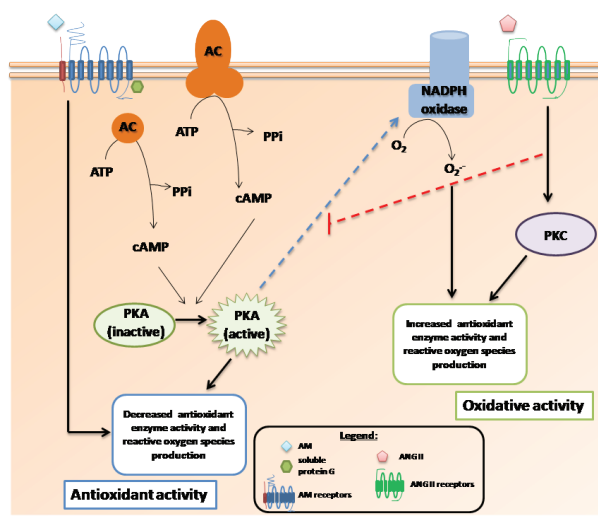 AC
NADPH
oxidase
ATP
PPi
O2
O2.-
cAMP
AC
ATP
PPi
cAMP
PKC
PKA
(inactive)
PKA
(active)
Increased antioxidant
enzyme activity and
reactive oxygen species
production
Oxidative activity
Decreased antioxidant
enzyme activity and
reactive oxygen species
production
Antioxidant activity
Legend:
AM
soluble
protein G
AM receptors
ANGII
ANGII receptors